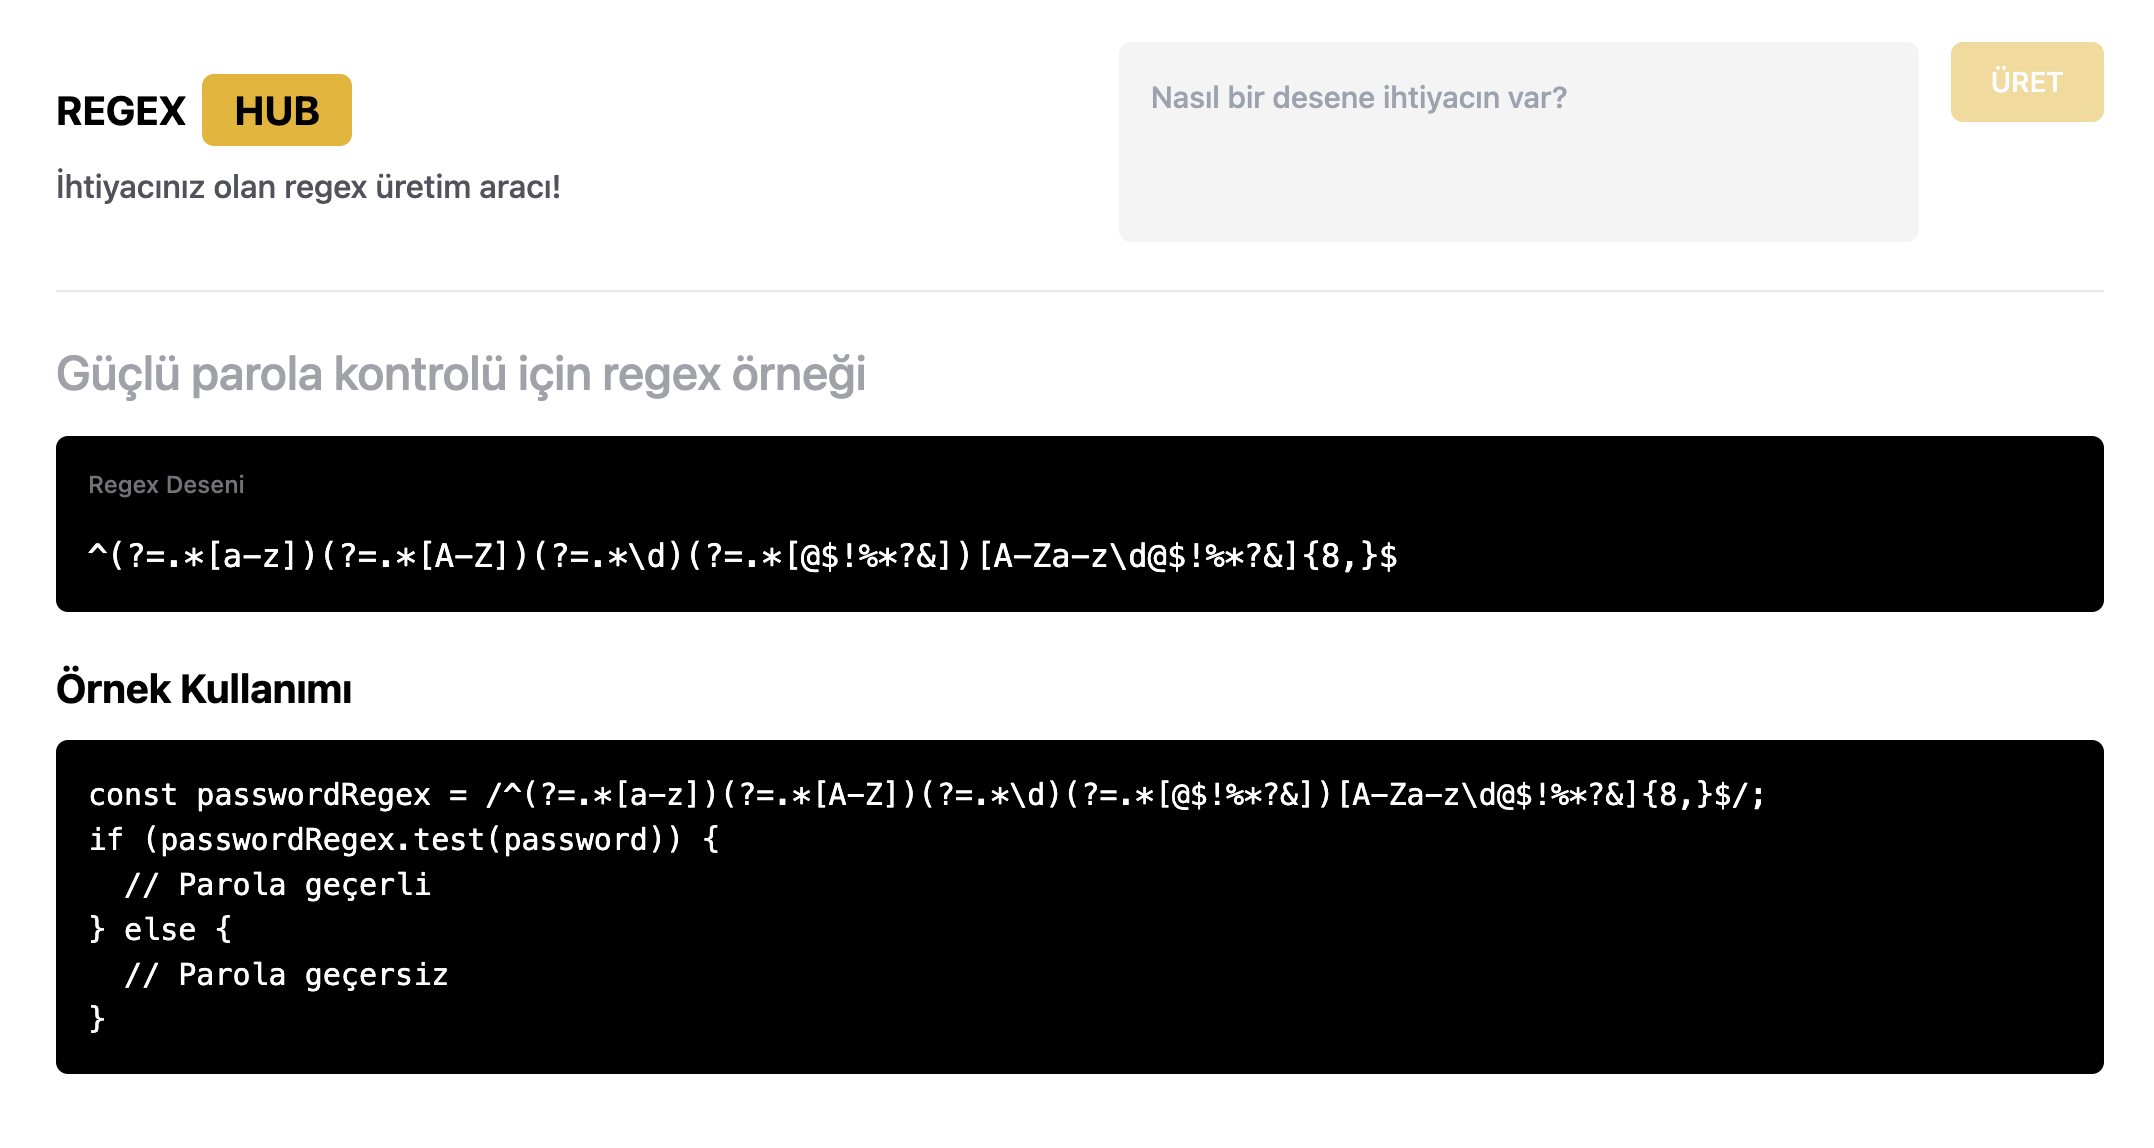 REGEX HUB
İhtiyacınız olan regex üretim aracı!
Nasıl bir desene ihtiyacın var?
ÜRET
Güçlü parola kontrolü için regex örneği
Regex Deseni
^(?=.*[a-z])(?=.*[A-Z])(?=.*\d)(?=.*[@$!%*?&])[A-Za-z\d@$!%*?&]{8,}$
Örnek Kullanımı
const passwordRegex = /^(?=.*[a-z])(?=.*[A-Z])(?=.*\d)(?=.*[@$!%*?&])[A-Za-z\d@$!%*?&]{8,}$/;
if (passwordRegex.test(password)) {
  // Parola geçerli
} else {
  // Parola geçersiz
}